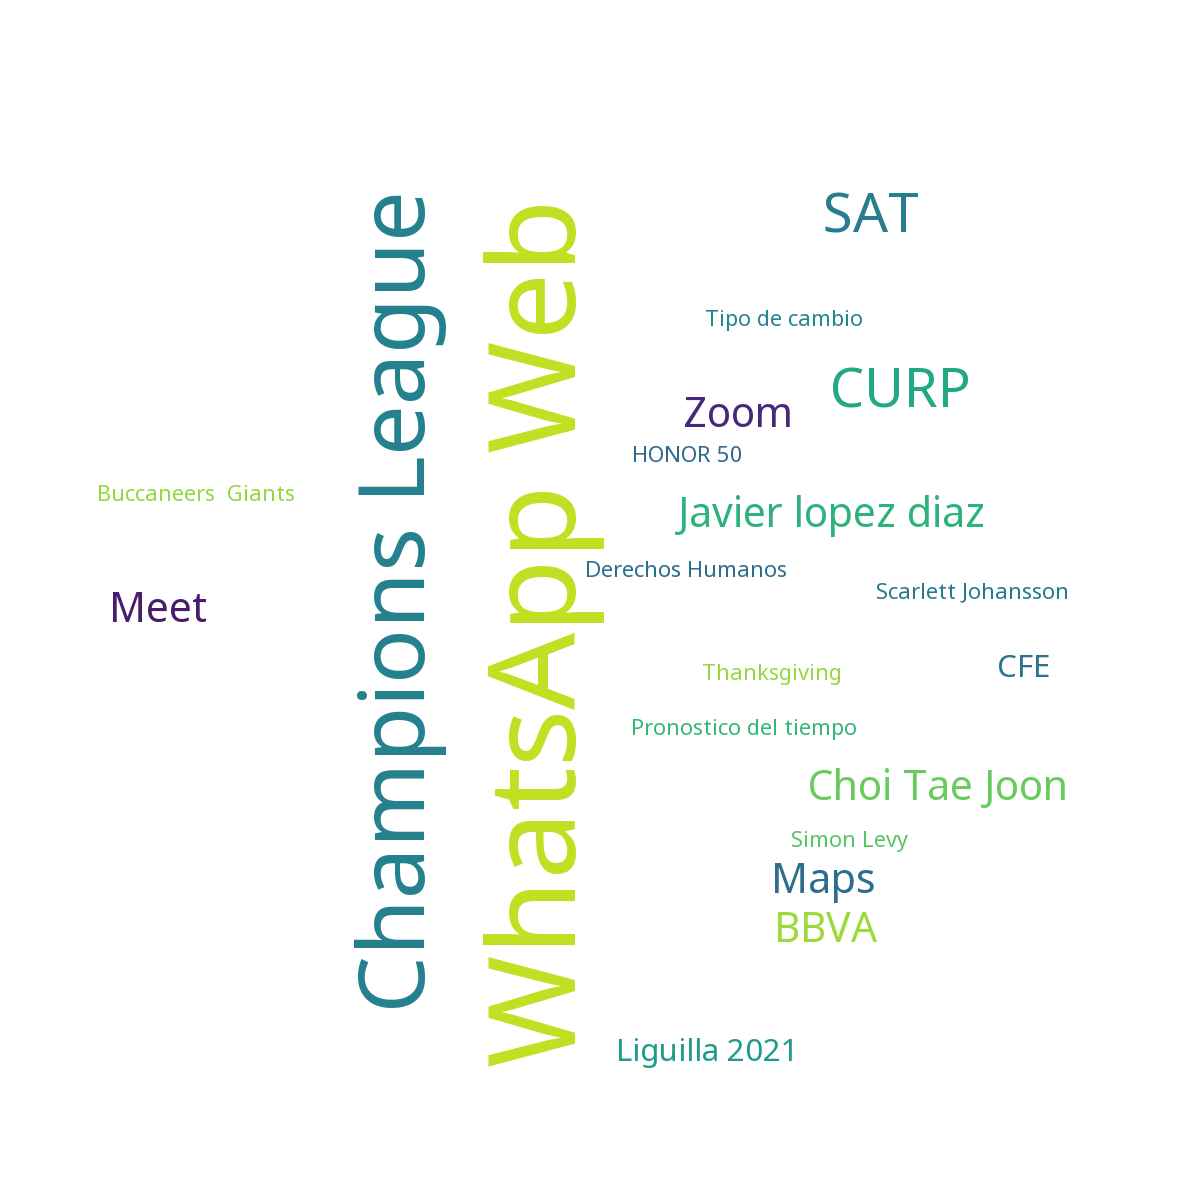 Champions League
WhatsApp Web
SAT
Tipo de cambio
CURP
Zoom
HONOR 50
Buccaneers  Giants
Javier lopez diaz
Derechos Humanos
Scarlett Johansson
Meet
CFE
Thanksgiving
Pronostico del tiempo
Choi Tae Joon
Simon Levy
Maps
BBVA
Liguilla 2021